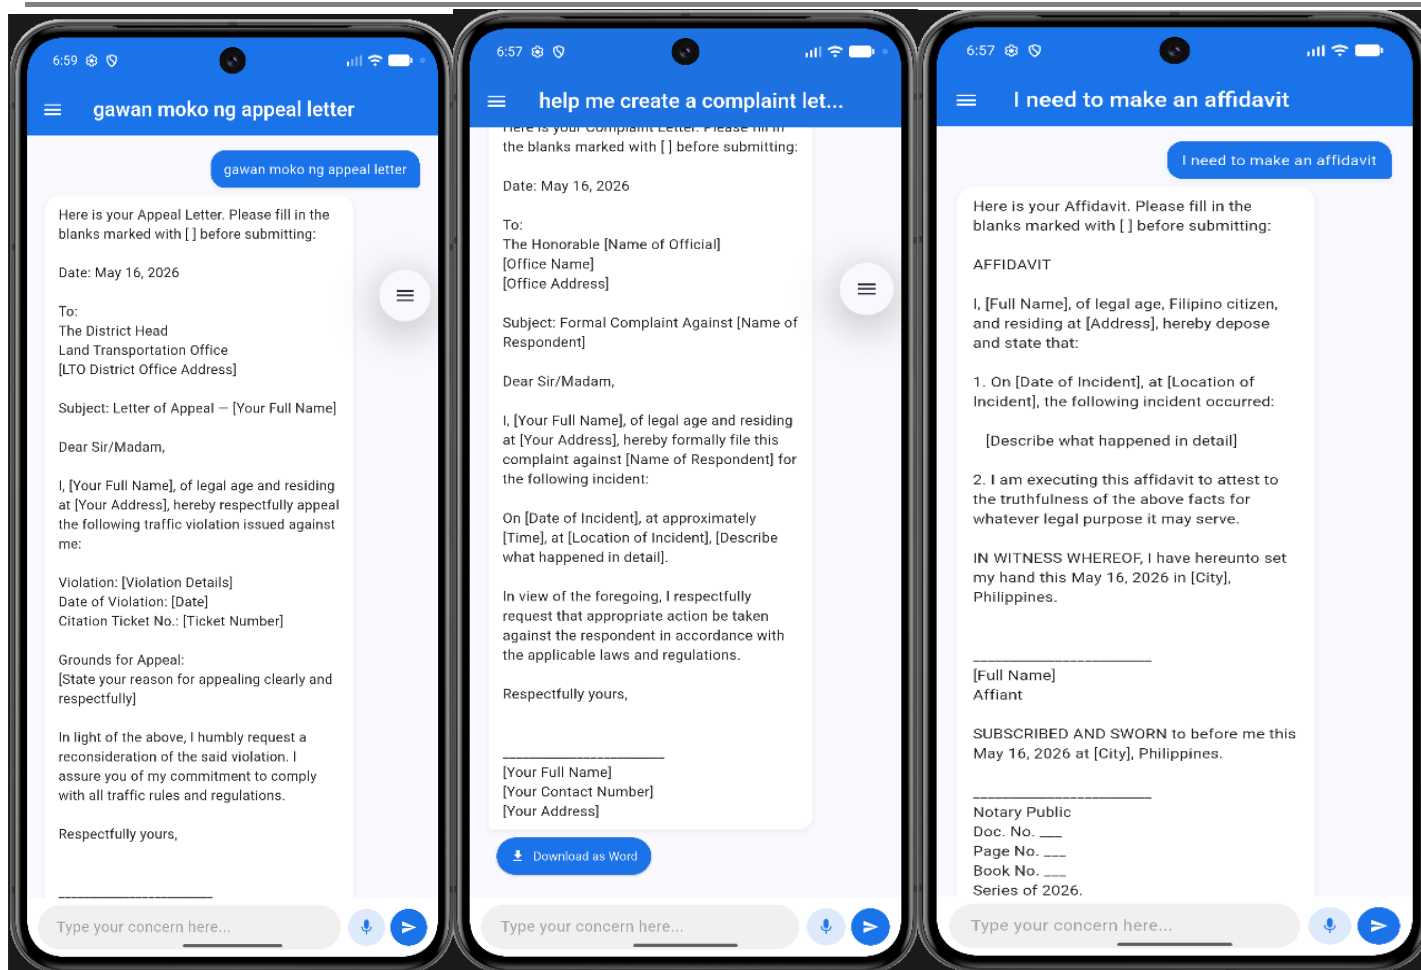 6:59
gawan moko ng appeal letter
gawan moko ng appeal letter
Here is your Appeal Letter. Please fill in the
blanks marked with [ ] before submitting:
Date: May 16, 2026
To:
The District Head
Land Transportation Office
[LTO District Office Address]
Subject: Letter of Appeal — [Your Full Name]
Dear Sir/Madam,
I, [Your Full Name], of legal age and residing
at [Your Address], hereby respectfully appeal
the following traffic violation issued against
me:
Violation: [Violation Details]
Date of Violation: [Date]
Citation Ticket No.: [Ticket Number]
Grounds for Appeal:
[State your reason for appealing clearly and
respectfully]
In light of the above, I humbly request a
reconsideration of the said violation. I
assure you of my commitment to comply
with all traffic rules and regulations.
Respectfully yours,
________________________
Type your concern here...
6:57
help me create a complaint let...
Here is your Complaint Letter. Please fill in
the blanks marked with [ ] before submitting:
Date: May 16, 2026
To:
The Honorable [Name of Official]
[Office Name]
[Office Address]
Subject: Formal Complaint Against [Name of
Respondent]
Dear Sir/Madam,
I, [Your Full Name], of legal age and residing
at [Your Address], hereby formally file this
complaint against [Name of Respondent] for
the following incident:
On [Date of Incident], at approximately
[Time], at [Location of Incident], [Describe
what happened in detail].
In view of the foregoing, I respectfully
request that appropriate action be taken
against the respondent in accordance with
the applicable laws and regulations.
Respectfully yours,
________________________
[Your Full Name]
[Your Contact Number]
[Your Address]
Download as Word
Type your concern here...
6:57
I need to make an affidavit
I need to make an affidavit
Here is your Affidavit. Please fill in the
blanks marked with [ ] before submitting:
AFFIDAVIT
I, [Full Name], of legal age, Filipino citizen,
and residing at [Address], hereby depose
and state that:
1. On [Date of Incident], at [Location of
Incident], the following incident occurred:
[Describe what happened in detail]
2. I am executing this affidavit to attest to
the truthfulness of the above facts for
whatever legal purpose it may serve.
IN WITNESS WHEREOF, I have hereunto set
my hand this May 16, 2026 in [City],
Philippines.
________________________
[Full Name]
Affiant
SUBSCRIBED AND SWORN to before me this
May 16, 2026 at [City], Philippines.
________________________
Notary Public
Doc. No. ___
Page No. ___
Book No. ___
Series of 2026.
Type your concern here...